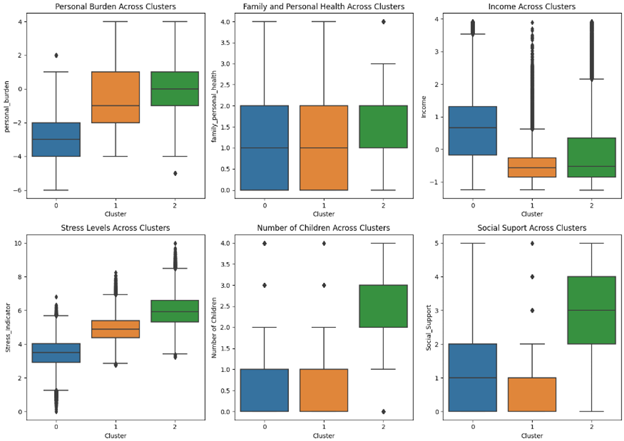 Personal Burden Across Clusters
personal_burden
4
2
0
−2
−4
−6
0 1 2
Cluster
Family and Personal Health Across Clusters
family_personal_health
4.0
3.5
3.0
2.5
2.0
1.5
1.0
0.5
0.0
0 1 2
Cluster
Income Across Clusters
Income
4
3
2
1
0
−1
0 1 2
Cluster
Stress Levels Across Clusters
Stress_Indicator
10
8
6
4
2
0
0 1 2
Cluster
Number of Children Across Clusters
Number of Children
4.0
3.5
3.0
2.5
2.0
1.5
1.0
0.5
0.0
0 1 2
Cluster
Social Suport Across Clusters
Social_Support
5
4
3
2
1
0
0 1 2
Cluster